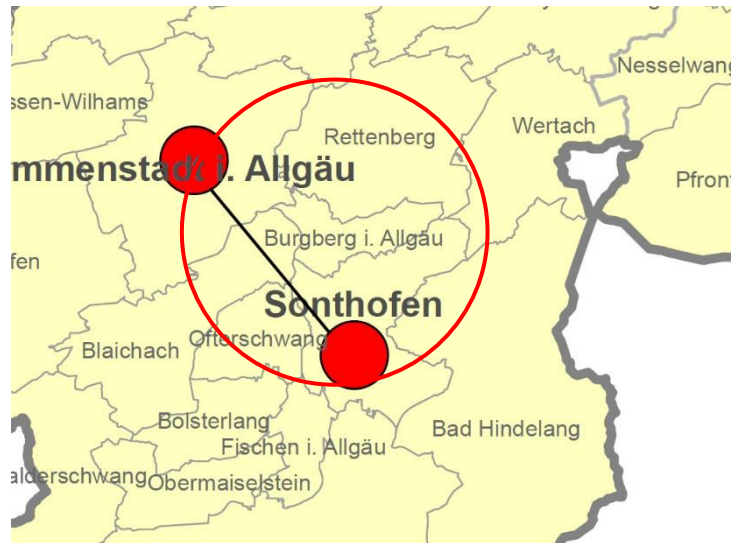 Nesselwang
ssen-Wilhams
Wertach
Rettenberg
mmenstadt i. Allgäu
Pfront
Burgberg i. Allgäu
fen
Sonthofen
Ofterschwang
Blaichach
Bolsterlang
Bad Hindelang
Fischen i. Allgäu
alderschwang
Obermaiselstein